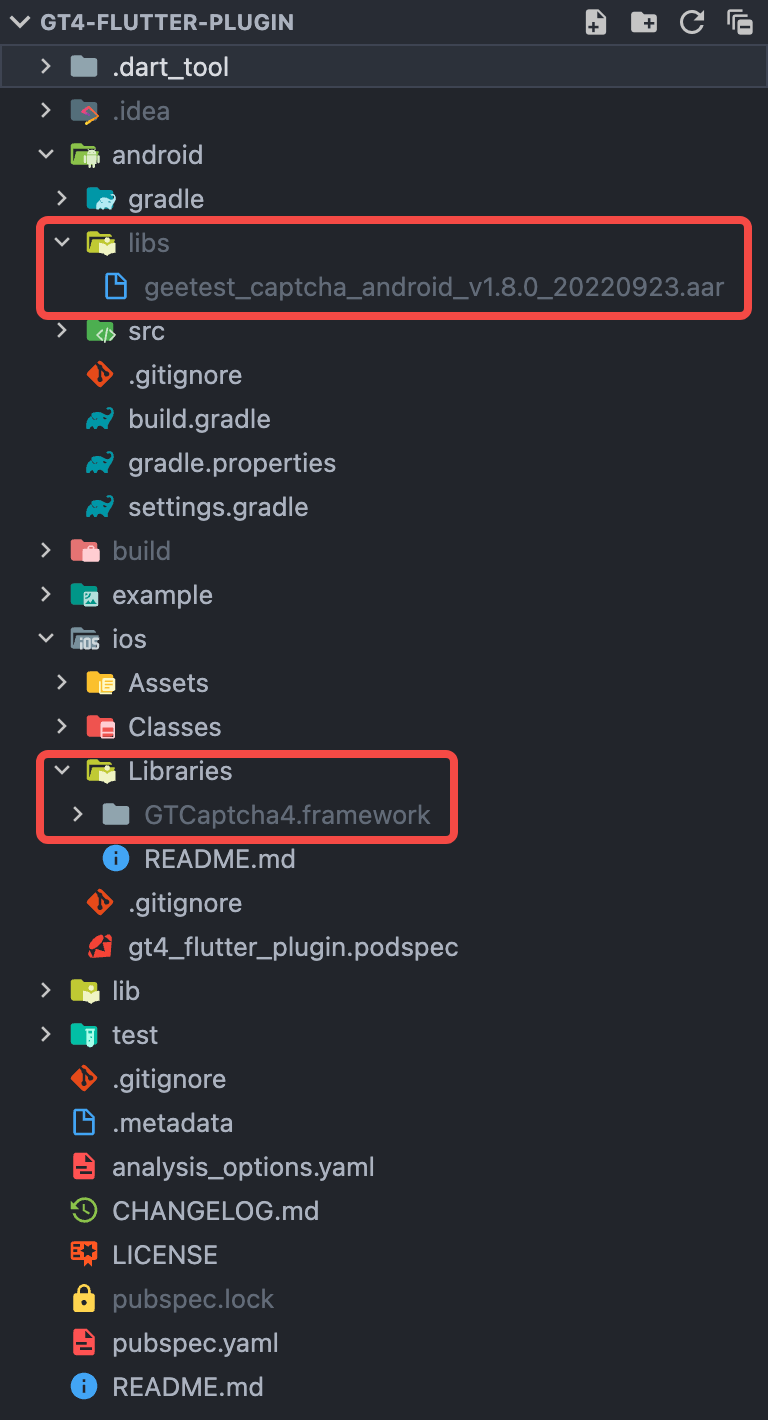 GT4-FLUTTER-PLUGIN
.dart_tool
.idea
android
gradle
libs
geetest_captcha_android_v1.8.0_20220923.aar
src
.gitignore
build.gradle
gradle.properties
settings.gradle
build
example
ios
Assets
Classes
Libraries
GTCaptcha4.framework
README.md
.gitignore
gt4_flutter_plugin.podspec
lib
test
.gitignore
.metadata
analysis_options.yaml
CHANGELOG.md
LICENSE
pubspec.lock
pubspec.yaml
README.md